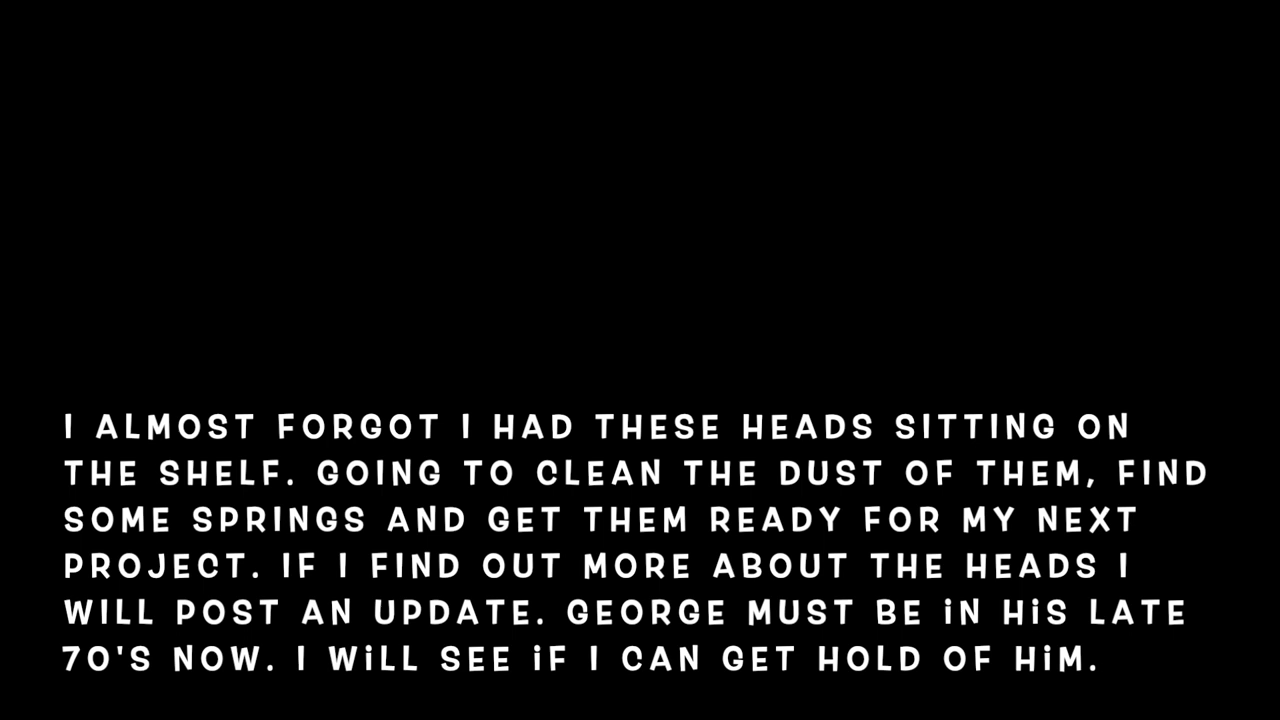 I ALMOST FORGOT I HAD THESE HEADS SITTING ON
THE SHELF. GOING TO CLEAN THE DUST OF THEM, FIND
SOME SPRINGS AND GET THEM READY FOR MY NEXT
PROJECT. IF I FIND OUT MORE ABOUT THE HEADS I
WILL POST AN UPDATE. GEORGE MUST BE iN HiS LATE
70'S NOW. I WiLL SEE iF I CAN GET HOLD OF HiM.